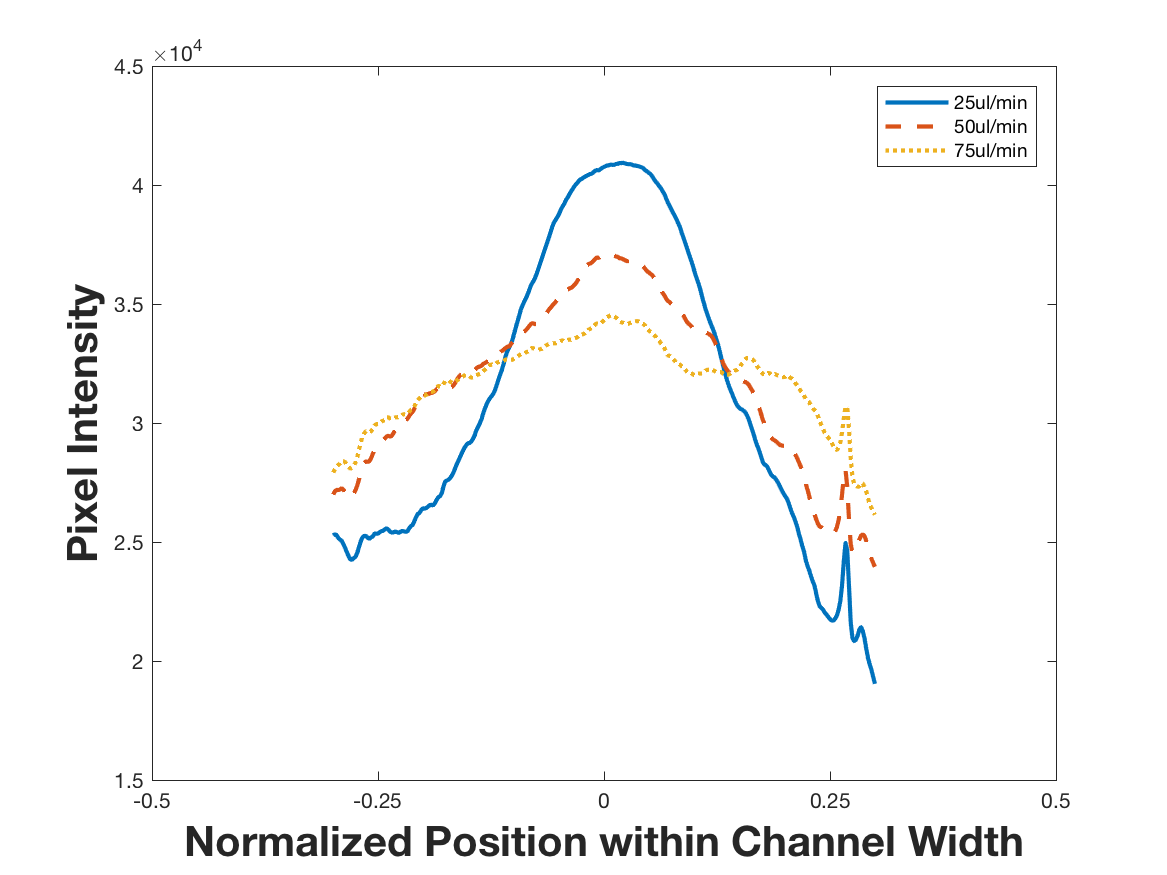 ×10⁴
4.5
4
3.5
3
2.5
2
1.5
-0.5
-0.25
0
0.25
0.5
Pixel Intensity
Normalized Position within Channel Width
25ul/min
50ul/min
75ul/min